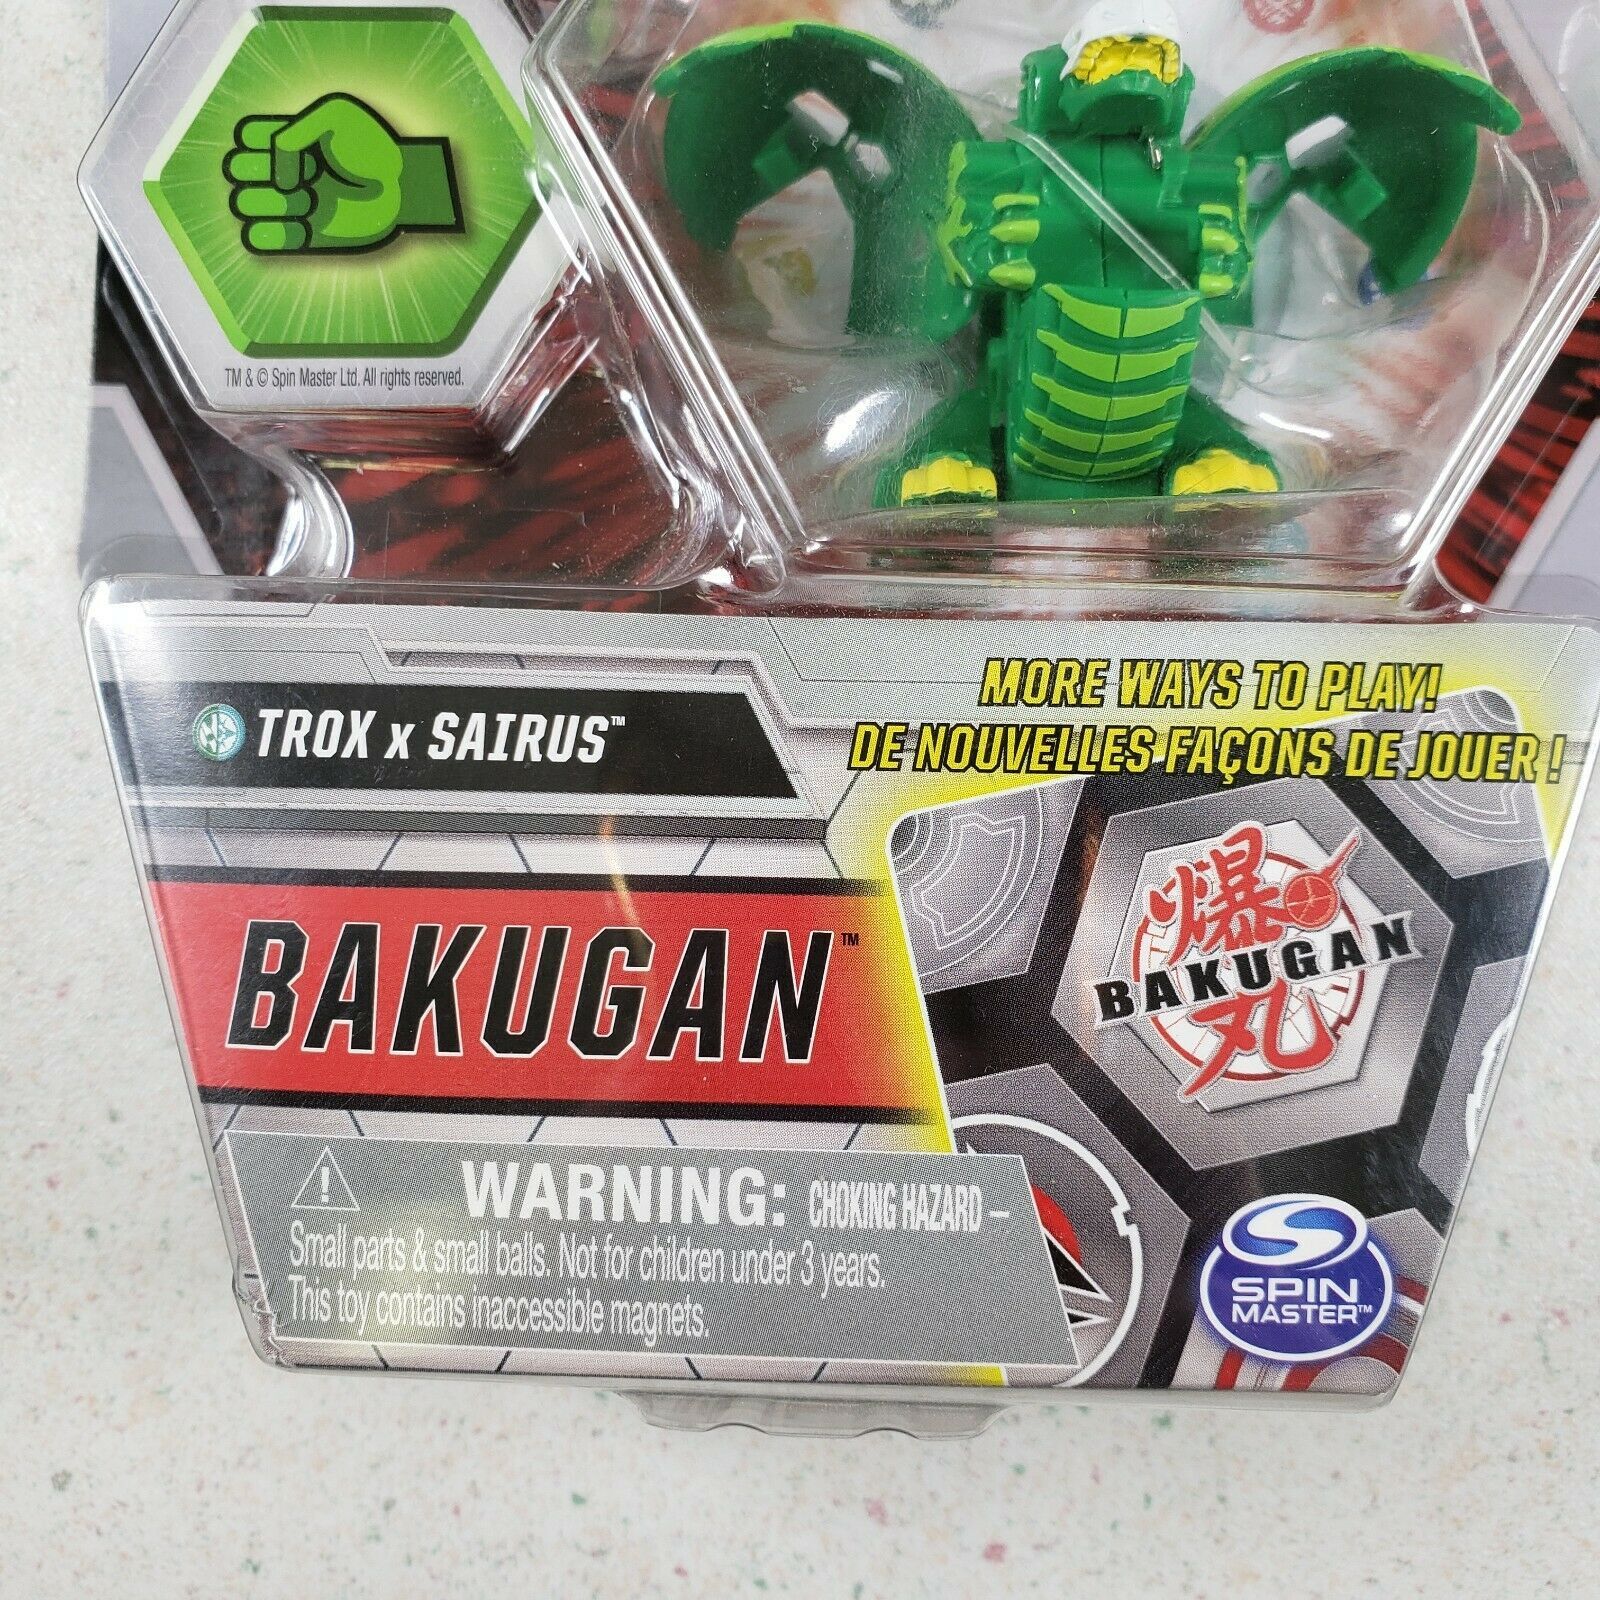 TM & © Spin Master Ltd. All rights reserved.
TROX x SAIRUS™
MORE WAYS TO PLAY!
DE NOUVELLES FAÇONS DE JOUER !
BAKUGAN™
爆
BAKUGAN
丸
WARNING: CHOKING HAZARD –
Small parts & small balls. Not for children under 3 years.
This toy contains inaccessible magnets.
SPIN
MASTER™